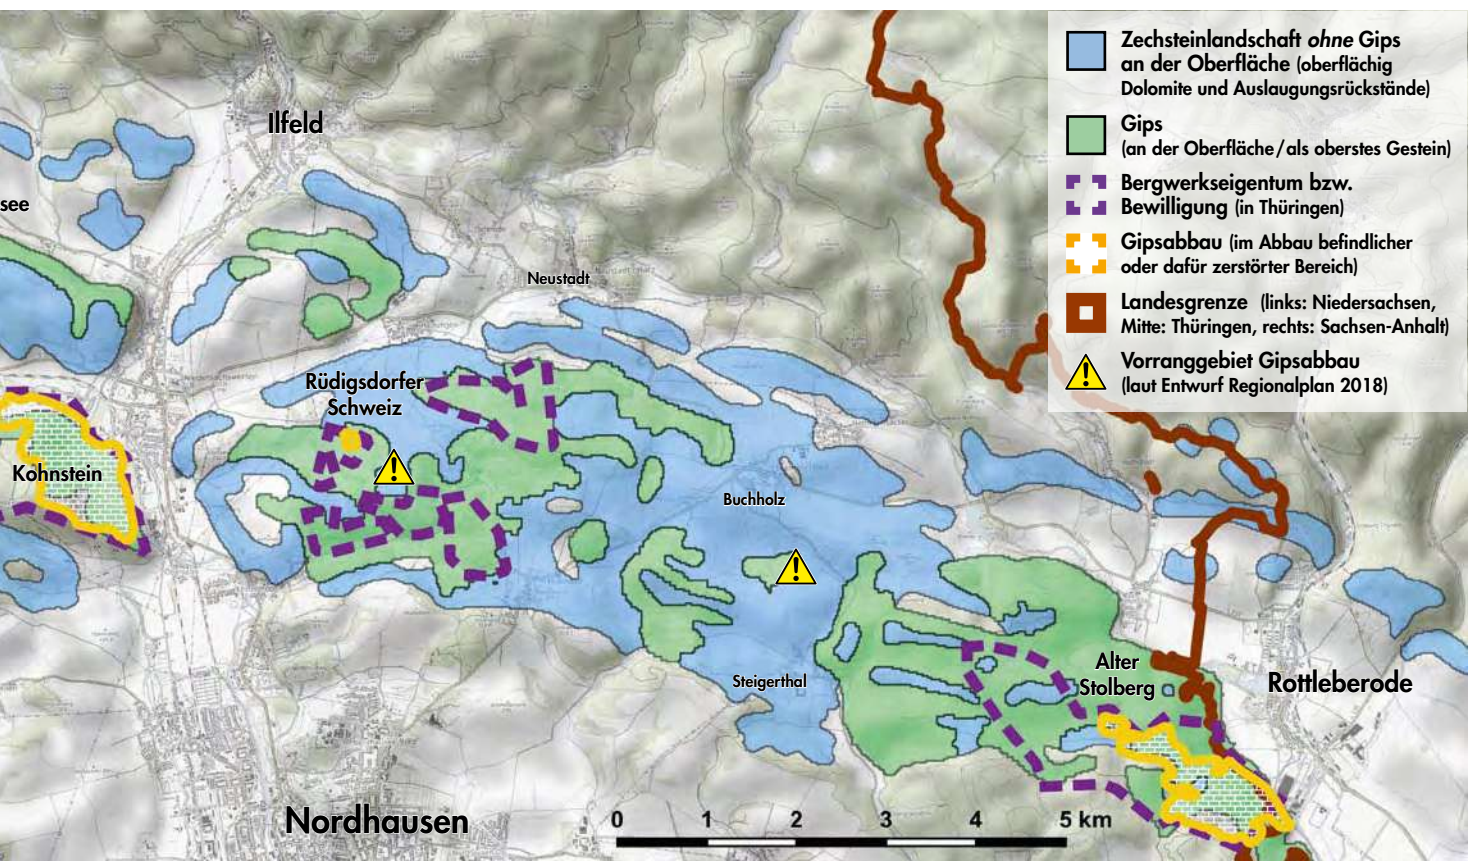 Zechsteinlandschaft ohne Gips
an der Oberfläche (oberflächig
Dolomite und Auslaugungsrückstände)
Gips
(an der Oberfläche/als oberstes Gestein)
Bergwerkseigentum bzw.
Bewilligung (in Thüringen)
Gipsabbau (im Abbau befindlicher
oder dafür zerstörter Bereich)
Landesgrenze (links: Niedersachsen,
Mitte: Thüringen, rechts: Sachsen-Anhalt)
Vorranggebiet Gipsabbau
(laut Entwurf Regionalplan 2018)
Ilfeld
see
Neustadt
Rüdigsdorfer
Schweiz
Kohnstein
Buchholz
Steigerthal
Alter
Stolberg
Rottleberode
Nordhausen
0 1 2 3 4 5 km